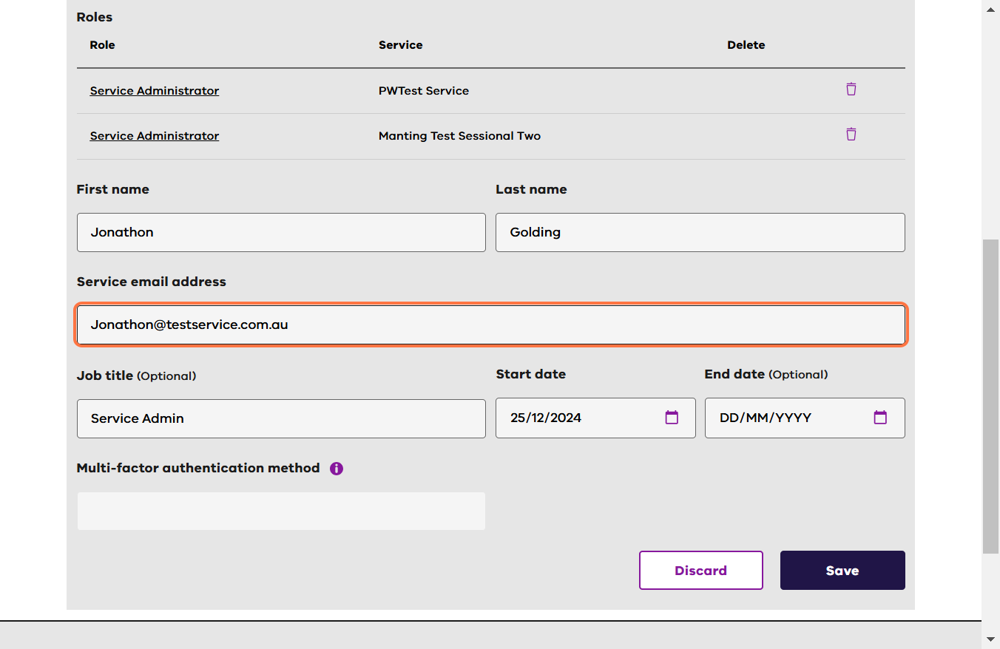 Roles
Role Service Delete
Service Administrator PWTest Service
Service Administrator Manting Test Sessional Two
First name Last name
Jonathon Golding
Service email address
Jonathon@testservice.com.au
Job title (Optional) Start date End date (Optional)
Service Admin 25/12/2024 DD/MM/YYYY
Multi-factor authentication method
Discard Save